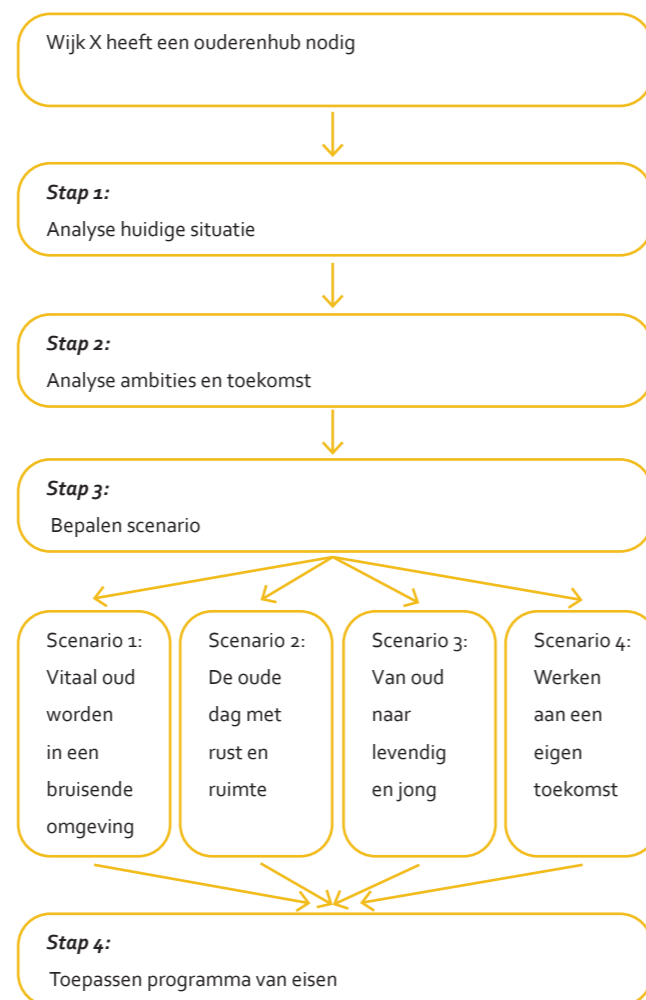 Wijk X heeft een ouderenhub nodig
Stap 1:
Analyse huidige situatie
Stap 2:
Analyse ambities en toekomst
Stap 3:
Bepalen scenario
Scenario 1:
Vitaal oud
worden
in een
bruisende
omgeving
Scenario 2:
De oude
dag met
rust en
ruimte
Scenario 3:
Van oud
naar
levendig
en jong
Scenario 4:
Werken
aan een
eigen
toekomst
Stap 4:
Toepassen programma van eisen